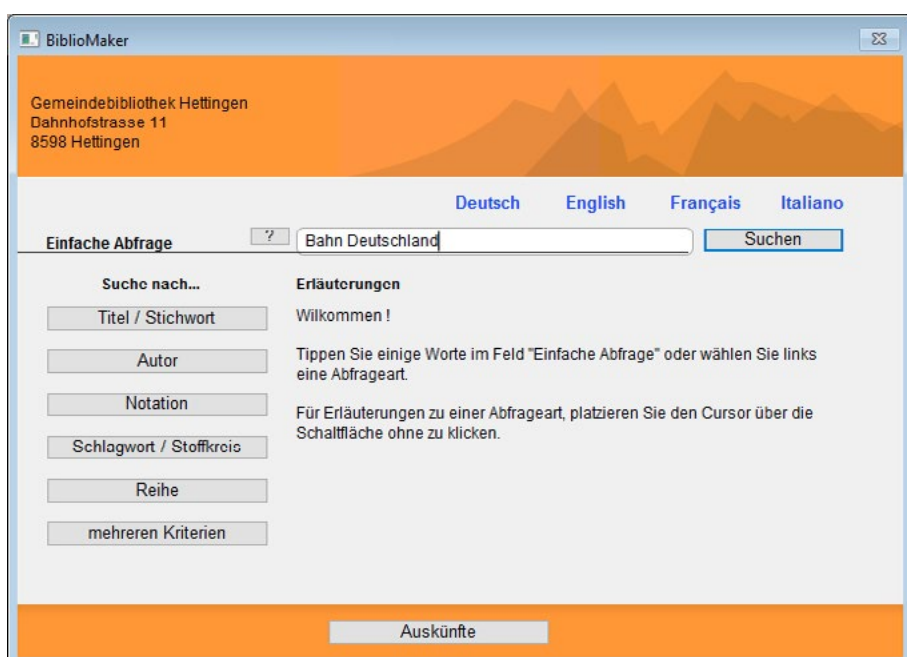 BiblioMaker
Gemeindebibliothek Hettingen
Dahnhofstrasse 11
8598 Hettingen
Deutsch English Français Italiano
Einfache Abfrage ? Bahn Deutschland Suchen
Suche nach... Erläuterungen
Titel / Stichwort Wilkommen !
Autor Tippen Sie einige Worte im Feld "Einfache Abfrage" oder wählen Sie links
eine Abfrageart.
Notation Für Erläuterungen zu einer Abfrageart, platzieren Sie den Cursor über die
Schaltfläche ohne zu klicken.
Schlagwort / Stoffkreis
Reihe
mehreren Kriterien
Auskünfte